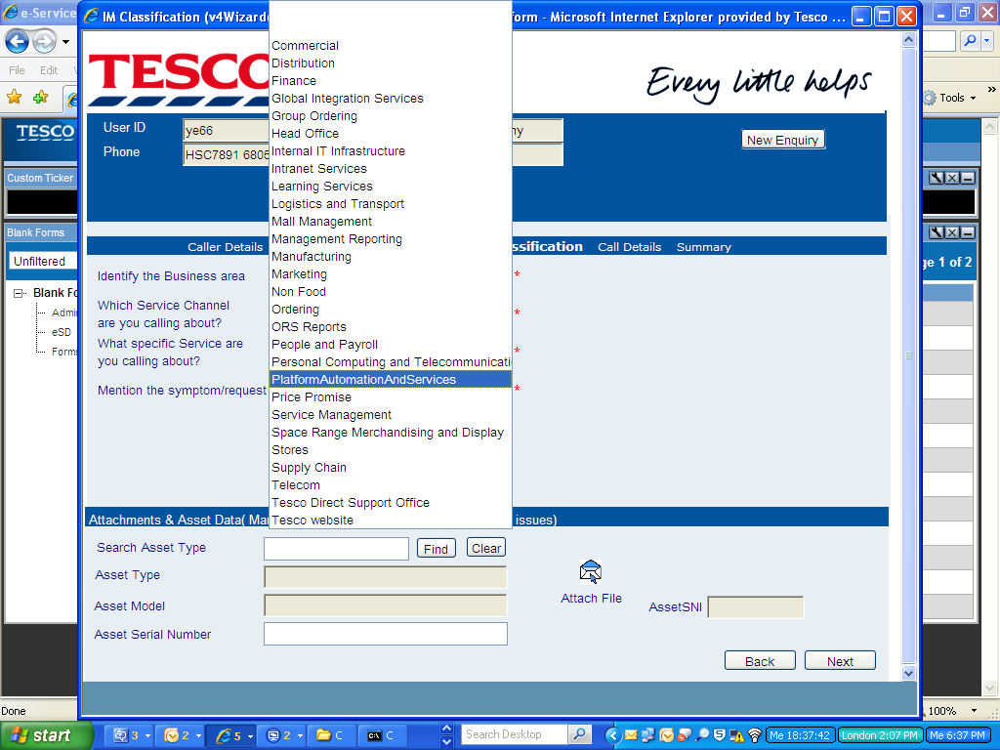 e-Service
IM Classification (v4Wizard
orm - Microsoft Internet Explorer provided by Tesco ...
File Edit
Tools
TESCO
Every little helps
TESCO
User ID
ye66
ny
Phone
HSC7891 6805
New Enquiry
Custom Ticker
Blank Forms
Unfiltered
ge 1 of 2
Blank Fo
Admi
eSD
Forms
Caller Details
ssification
Call Details
Summary
Identify the Business area
*
Which Service Channel
are you calling about?
*
What specific Service are
you calling about?
*
Mention the symptom/request
*
Commercial
Distribution
Finance
Global Integration Services
Group Ordering
Head Office
Internal IT Infrastructure
Intranet Services
Learning Services
Logistics and Transport
Mall Management
Management Reporting
Manufacturing
Marketing
Non Food
Ordering
ORS Reports
People and Payroll
Personal Computing and Telecommunicati
PlatformAutomationAndServices
Price Promise
Service Management
Space Range Merchandising and Display
Stores
Supply Chain
Telecom
Tesco Direct Support Office
Tesco website
Attachments & Asset Data( Ma
issues)
Search Asset Type
Find
Clear
Asset Type
Asset Model
Asset Serial Number
Attach File
AssetSNI
Back
Next
Done
100%
start
3
2
5
2
C
C
Search Desktop
Me 18:37:42
London 2:07 PM
Me 6:37 PM